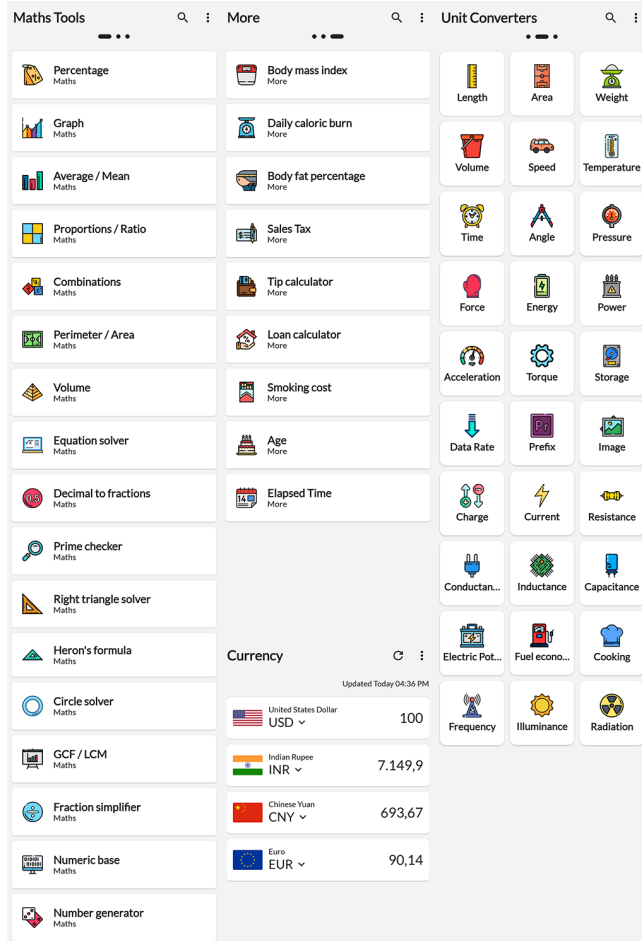 Maths Tools
Percentage
Maths
Graph
Maths
Average / Mean
Maths
Proportions / Ratio
Maths
Combinations
Maths
Perimeter / Area
Maths
Volume
Maths
Equation solver
Maths
0.5
Decimal to fractions
Maths
Prime checker
Maths
Right triangle solver
Maths
Heron's formula
Maths
Circle solver
Maths
GCF / LCM
Maths
Fraction simplifier
Maths
Numeric base
Maths
Number generator
Maths
More
Body mass index
More
Daily caloric burn
More
Body fat percentage
More
Sales Tax
More
Tip calculator
More
Loan calculator
More
Smoking cost
More
Age
More
14
Elapsed Time
More
Currency
Updated Today 04:36 PM
United States Dollar
USD
100
Indian Rupee
INR
7.149,9
Chinese Yuan
CNY
693,67
Euro
EUR
90,14
Unit Converters
Length
Area
Weight
Volume
Speed
Temperature
Time
Angle
Pressure
Force
Energy
Power
Acceleration
Torque
Storage
Pr
Data Rate
Prefix
Image
Charge
Current
Resistance
Conductan...
Inductance
Capacitance
Electric Pot...
Fuel econo...
Cooking
Frequency
Illuminance
Radiation